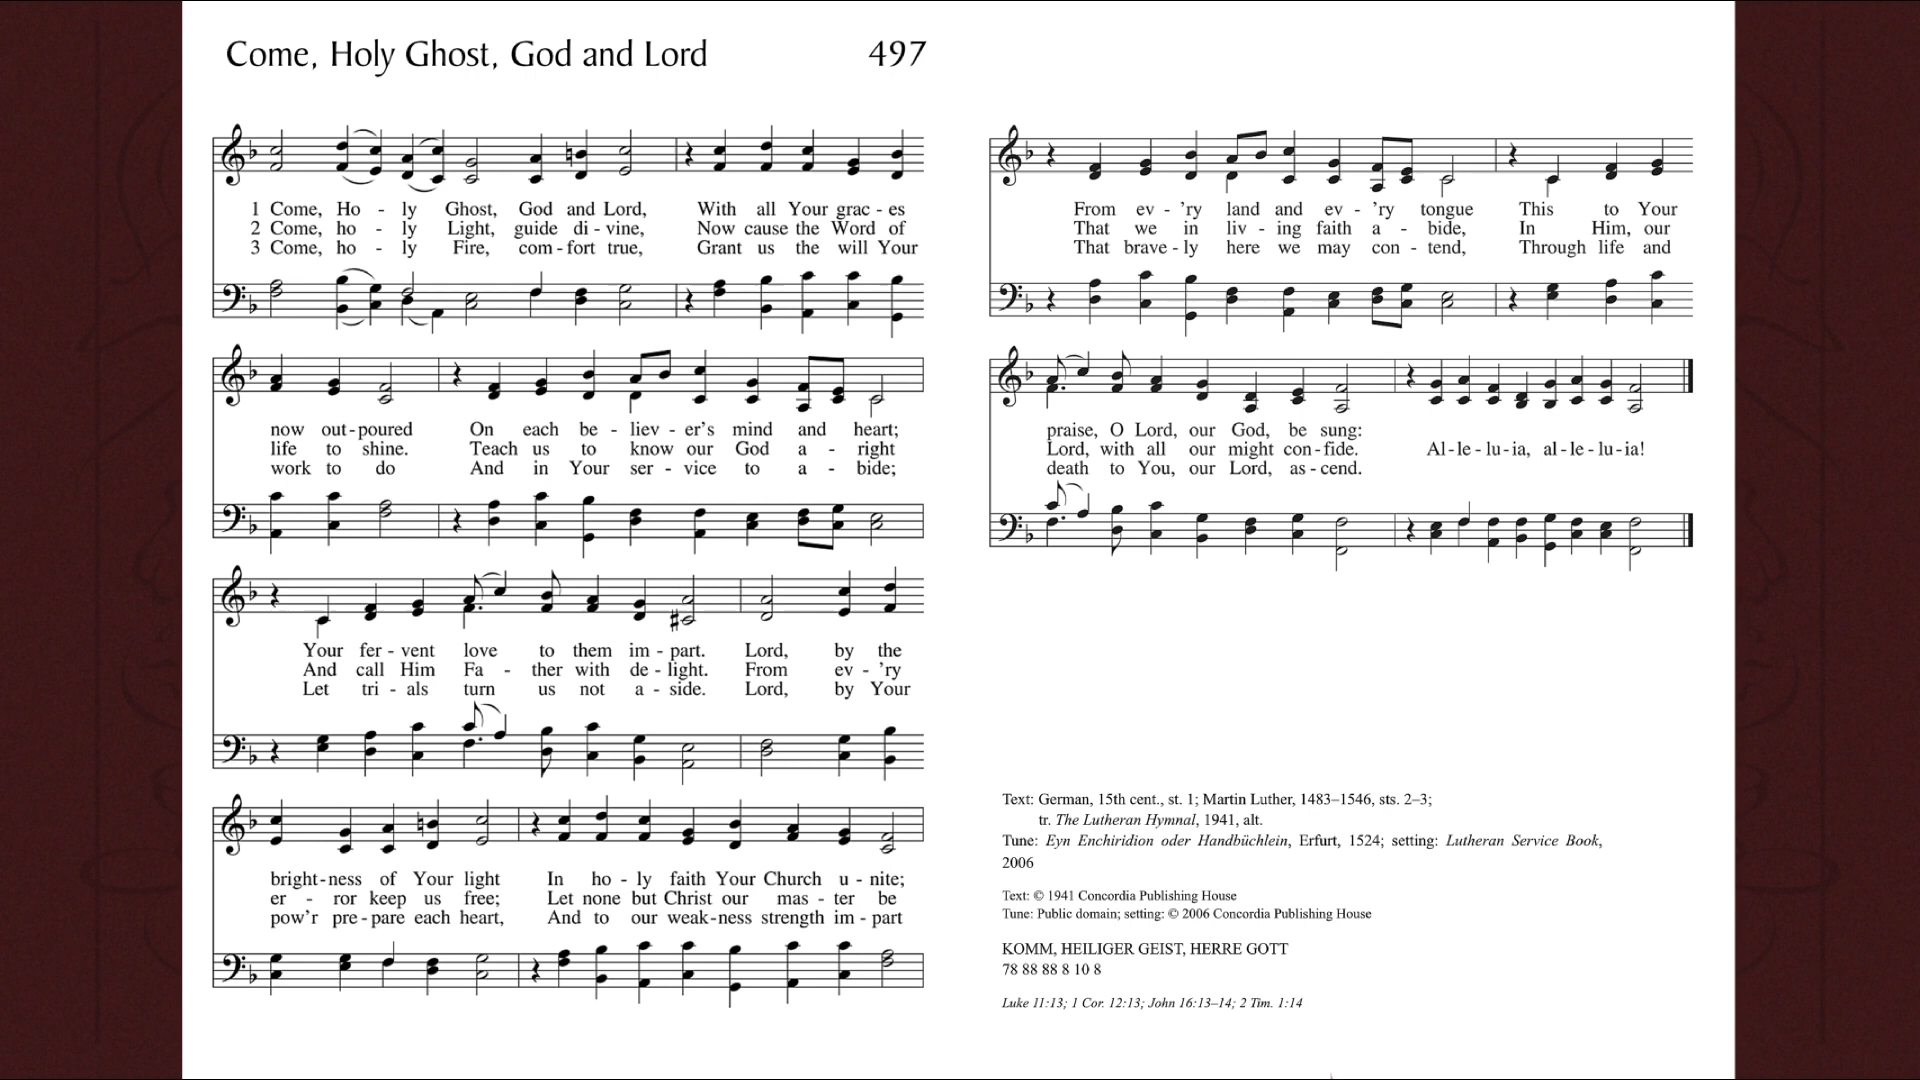 Come, Holy Ghost, God and Lord 497
1 Come, Ho - ly Ghost, God and Lord, With all Your grac - es
2 Come, ho - ly Light, guide di - vine, Now cause the Word of
3 Come, ho - ly Fire, com - fort true, Grant us the will Your
now out - poured On each be - liev - er's mind and heart;
life to shine. Teach us to know our God a - right
work to do And in Your ser - vice to a - bide;
Your fer - vent love to them im - part. Lord, by the
And call Him Fa - ther with de - light. From ev - 'ry
Let tri - als turn us not a - side. Lord, by Your
bright - ness of Your light In ho - ly faith Your Church u - nite;
er - ror keep us free; Let none but Christ our mas - ter be
pow'r pre - pare each heart, And to our weak - ness strength im - part
From ev - 'ry land and ev - 'ry tongue This to Your
That we in liv - ing faith a - bide, In Him, our
That brave - ly here we may con - tend, Through life and
praise, O Lord, our God, be sung:
Lord, with all our might con - fide. Al - le - lu - ia, al - le - lu - ia!
death to You, our Lord, as - cend.
Text: German, 15th cent., st. 1; Martin Luther, 1483–1546, sts. 2–3;
tr. The Lutheran Hymnal, 1941, alt.
Tune: Eyn Enchiridion oder Handbüchlein, Erfurt, 1524; setting: Lutheran Service Book,
2006
Text: © 1941 Concordia Publishing House
Tune: Public domain; setting: © 2006 Concordia Publishing House
KOMM, HEILIGER GEIST, HERRE GOTT
78 88 88 8 10 8
Luke 11:13; 1 Cor. 12:13; John 16:13–14; 2 Tim. 1:14